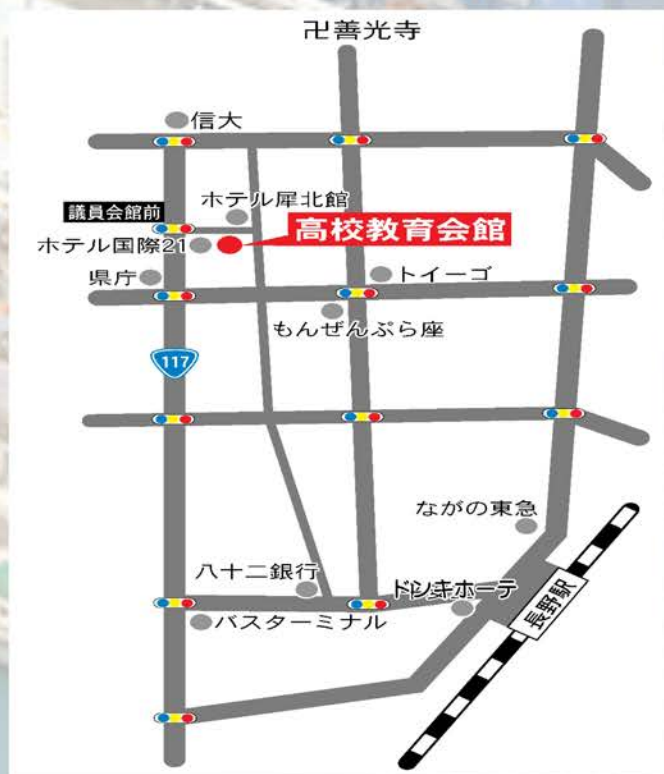 卍善光寺
信大
ホテル犀北館
議員会館前
高校教育会館
ホテル国際21
県庁
トイーゴ
もんぜんぷら座
117
ながの東急
八十二銀行
ドンキホーテ
バスターミナル
長野駅